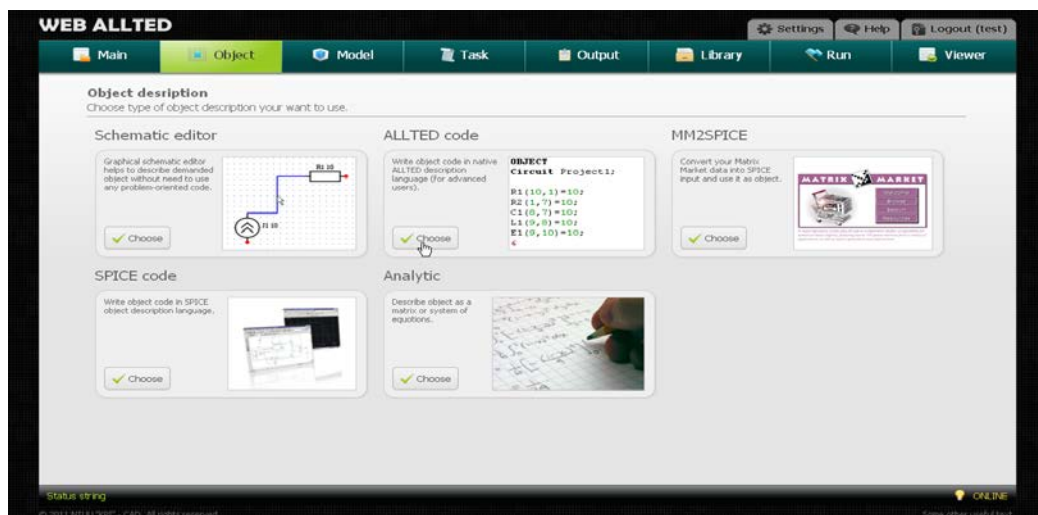 WEB ALLTED
Settings
Help
Logout (test)
Main
Object
Model
Task
Output
Library
Run
Viewer
Object desription
Choose type of object description your want to use.
Schematic editor
Graphical schematic editor
helps to describe demanded
object without need to use
any problem-oriented code.
R1 10
J1 10
Choose
ALLTED code
Write object code in native
ALLTED description
language (for advanced
users).
OBJECT
Circuit Project1;
R1(10,1)=10;
R2(1,7)=10;
C1(8,7)=10;
L1(9,8)=10;
E1(9,10)=10;
&
Choose
MM2SPICE
Convert your Matrix
Market data into SPICE
input and use it as object.
MATRIX MARKET
Choose
SPICE code
Write object code in SPICE
object description language.
Choose
Analytic
Describe object as a
matrix or system of
equotions.
Choose
Status string
ONLINE